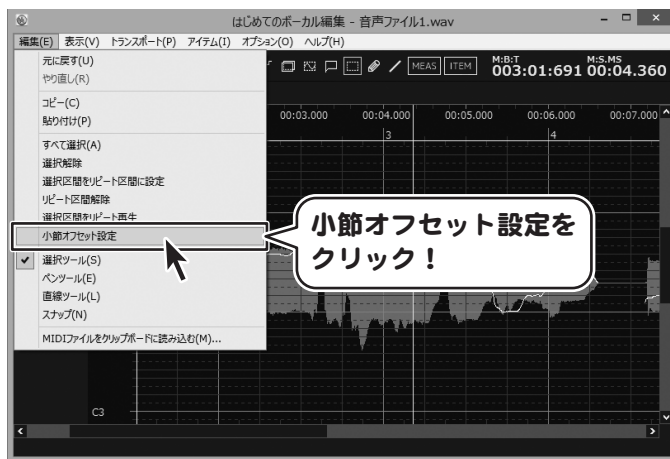 はじめてのボーカル編集 - 音声ファイル1.wav
編集(E) 表示(V) トランスポート(P) アイテム(I) オプション(O) ヘルプ(H)
元に戻す(U)
やり直し(R)
MEAS ITEM
M:B:T M:S.MS
003:01:691 00:04.360
コピー(C)
貼り付け(P)
00:03.000 00:04.000 00:05.000 00:06.000 00:07.000
3 4
すべて選択(A)
選択解除
選択区間をリピート区間に設定
リピート区間解除
選択区間をリピート再生
小節オフセット設定
小節オフセット設定を
クリック!
選択ツール(S)
ペンツール(E)
直線ツール(L)
スナップ(N)
MIDIファイルをクリップボードに読み込む(M)...
C3